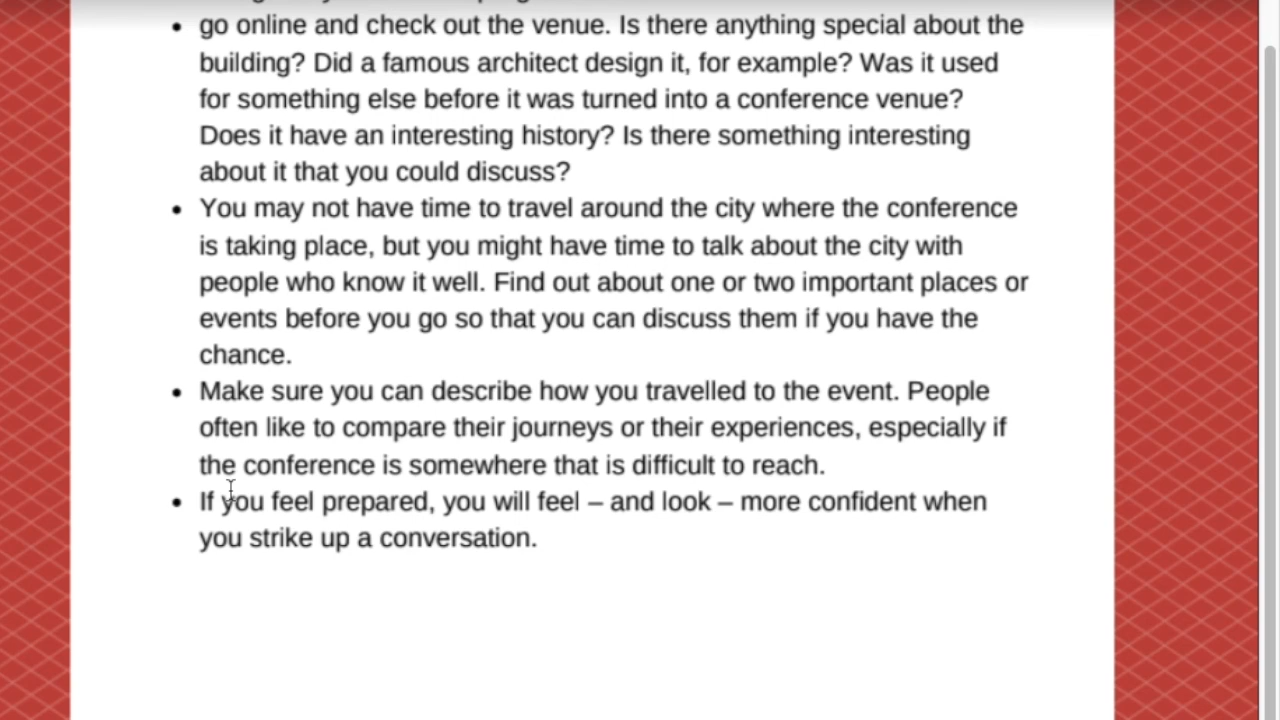 • go online and check out the venue. Is there anything special about the
building? Did a famous architect design it, for example? Was it used
for something else before it was turned into a conference venue?
Does it have an interesting history? Is there something interesting
about it that you could discuss?
• You may not have time to travel around the city where the conference
is taking place, but you might have time to talk about the city with
people who know it well. Find out about one or two important places or
events before you go so that you can discuss them if you have the
chance.
• Make sure you can describe how you travelled to the event. People
often like to compare their journeys or their experiences, especially if
the conference is somewhere that is difficult to reach.
• If you feel prepared, you will feel – and look – more confident when
you strike up a conversation.